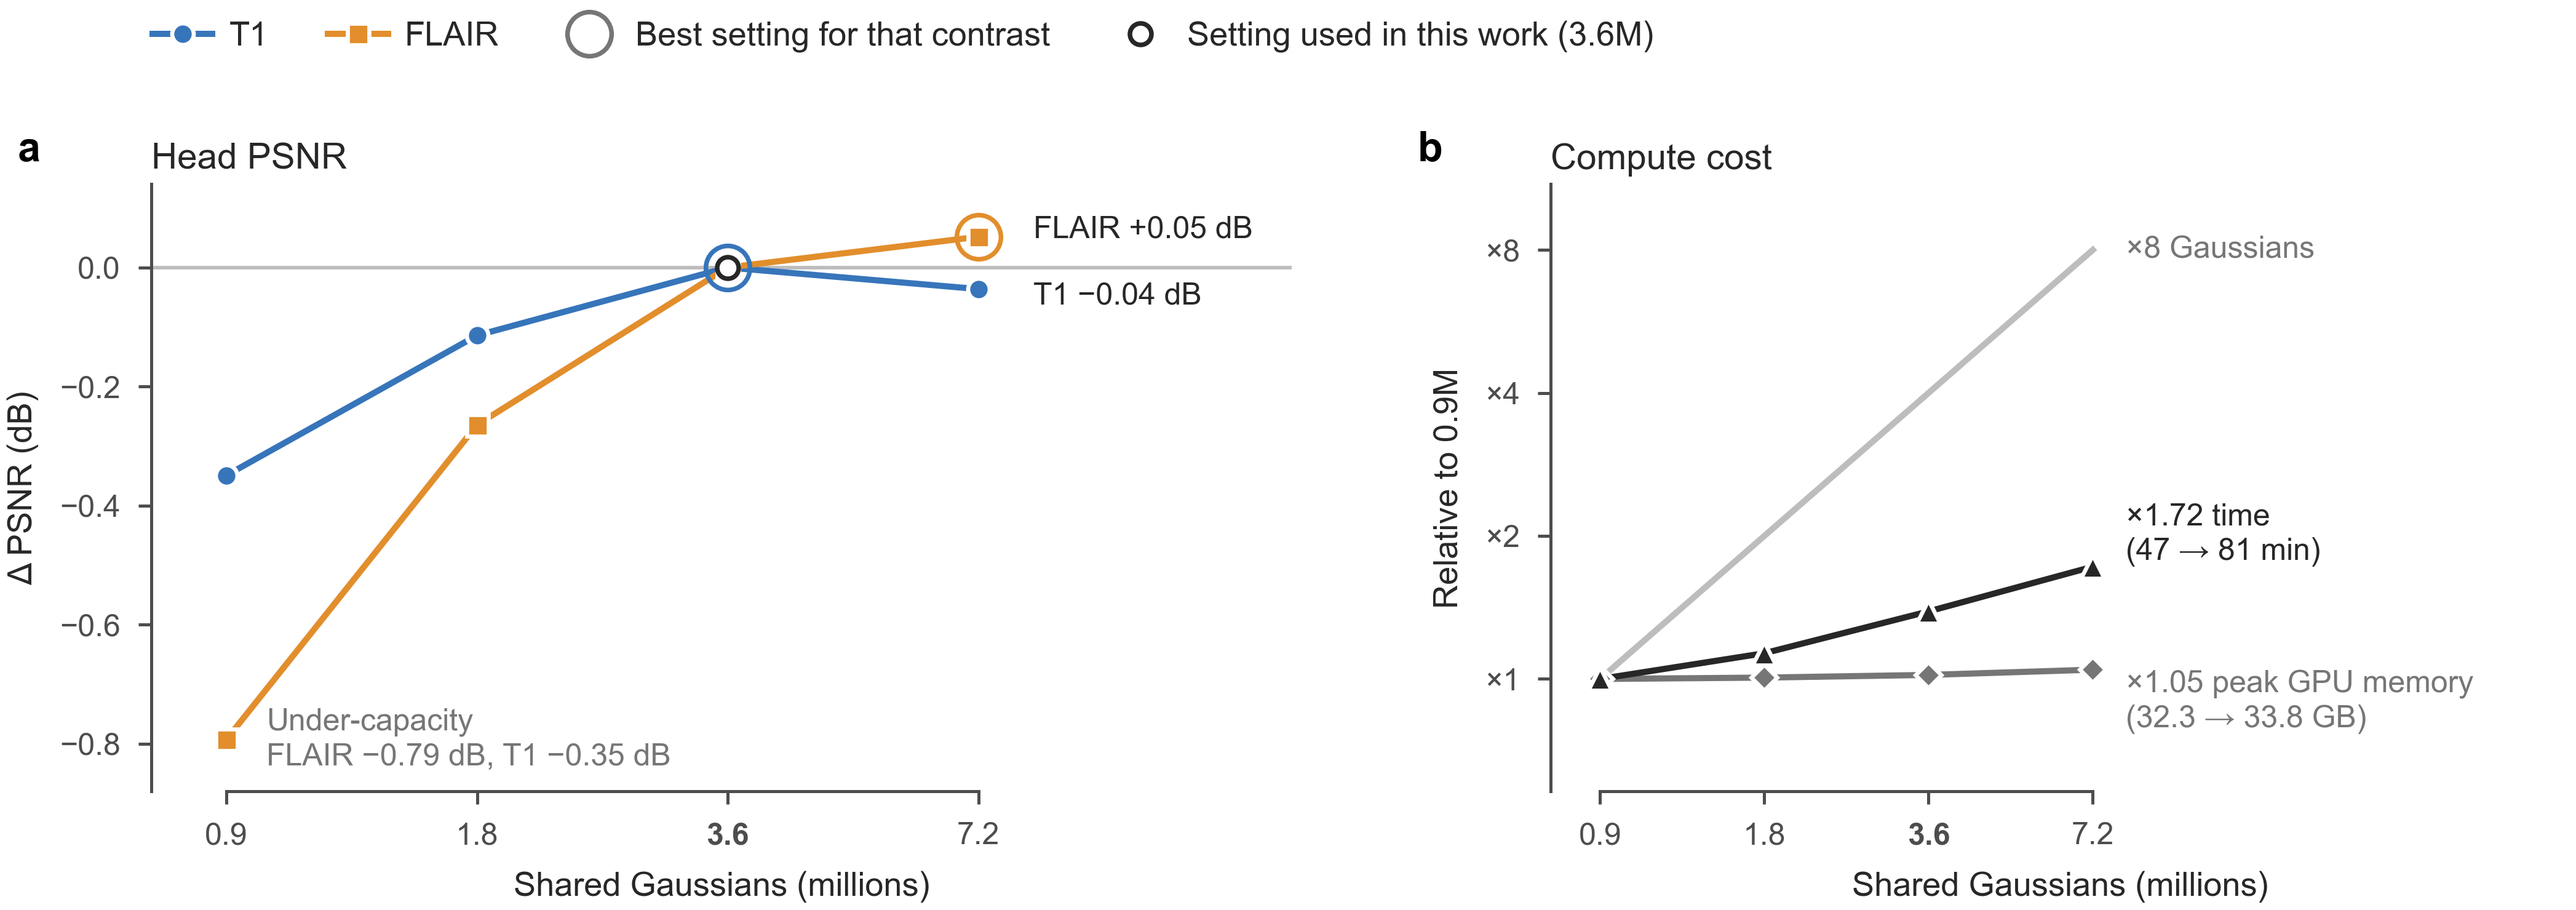 T1
FLAIR
Best setting for that contrast
Setting used in this work (3.6M)
a
Head PSNR
Δ PSNR (dB)
0.0
−0.2
−0.4
−0.6
−0.8
FLAIR +0.05 dB
T1 −0.04 dB
Under-capacity
FLAIR −0.79 dB, T1 −0.35 dB
0.9
1.8
3.6
7.2
Shared Gaussians (millions)
b
Compute cost
Relative to 0.9M
×8
×4
×2
×1
×8 Gaussians
×1.72 time
(47 → 81 min)
×1.05 peak GPU memory
(32.3 → 33.8 GB)
0.9
1.8
3.6
7.2
Shared Gaussians (millions)